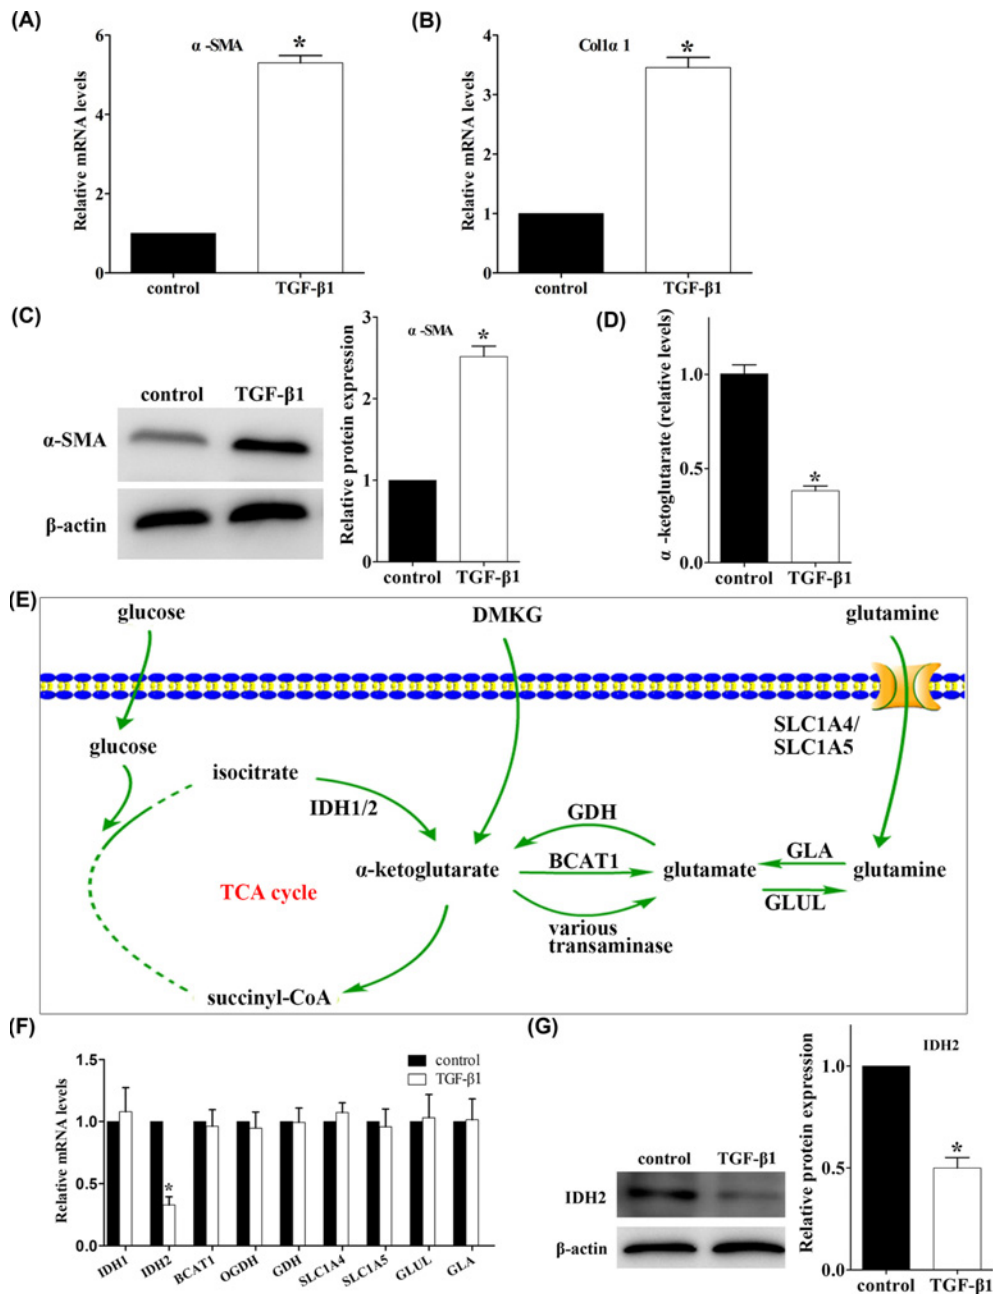 (A)
α -SMA
Relative mRNA levels
6
4
2
0
*
control
TGF-β1
(B)
Col1α 1
Relative mRNA levels
4
3
2
1
0
*
control
TGF-β1
(C)
control TGF-β1
α-SMA
β-actin
α -SMA
Relative protein expression
3
2
1
0
*
control
TGF-β1
(D)
α -ketoglutarate (relative levels)
1.0
0.5
0.0
*
control
TGF-β1
(E)
glucose
DMKG
glutamine
glucose
SLC1A4/
SLC1A5
isocitrate
IDH1/2
GDH
α-ketoglutarate
BCAT1
glutamate
GLA
glutamine
GLUL
TCA cycle
various
transaminase
succinyl-CoA
(F)
control
TGF-β1
Relative mRNA levels
1.5
1.0
0.5
0.0
*
IDH1
IDH2
BCAT1
OGDH
GDH
SLC1A4
SLC1A5
GLUL
GLA
(G)
control TGF-β1
IDH2
β-actin
IDH2
Relative protein expression
1.0
0.5
0.0
*
control
TGF-β1